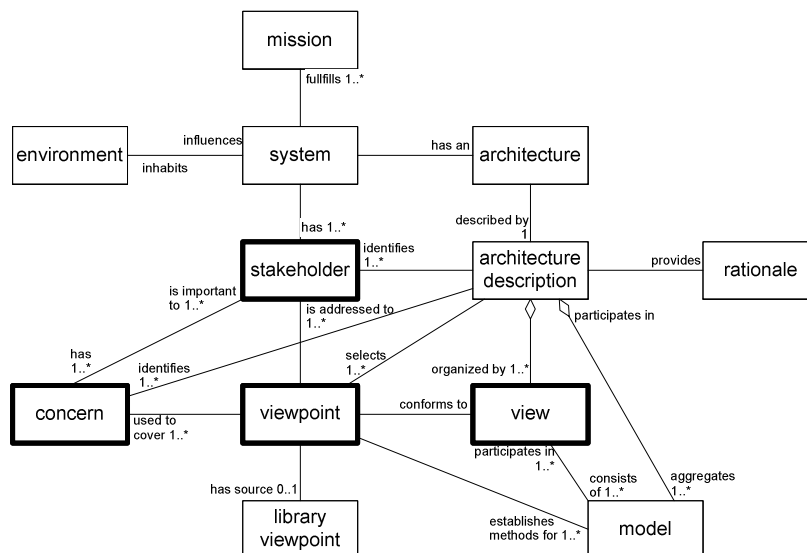 mission
fullfills 1..*
environment
influences
inhabits
system
has an
architecture
has 1..*
described by
1
stakeholder
identifies
1..*
architecture
description
provides
rationale
is important
to 1..*
is addressed to
1..*
participates in
has
1..*
identifies
1..*
selects
1..*
organized by 1..*
concern
used to
cover 1..*
viewpoint
conforms to
view
participates in
1..*
has source 0..1
consists
of 1..*
aggregates
1..*
library
viewpoint
establishes
methods for 1..*
model